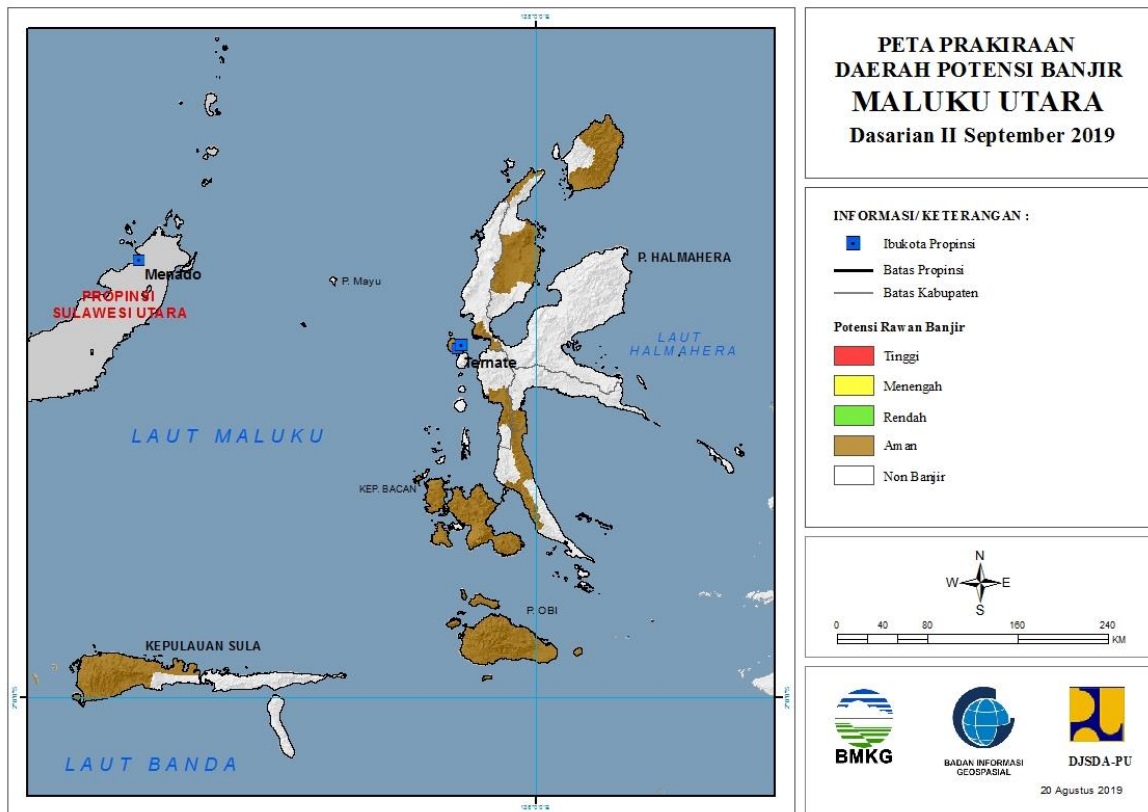 128°0'0"E
PETA PRAKIRAAN
DAERAH POTENSI BANJIR
MALUKU UTARA
Dasarian II September 2019
INFORMASI/ KETERANGAN :
Ibukota Propinsi
Batas Propinsi
Batas Kabupaten
Potensi Rawan Banjir
Tinggi
Menengah
Rendah
Aman
Non Banjir
Menado
PROPINSI
SULAWESI UTARA
P. Mayu
P. HALMAHERA
LAUT
HALMAHERA
Ternate
LAUT MALUKU
KEP. BACAN
P. OBI
KEPULAUAN SULA
LAUT BANDA
N
W E
S
0 40 80 160 240
KM
BMKG
BADAN INFORMASI
GEOSPASIAL
DJSDA-PU
20 Agustus 2019